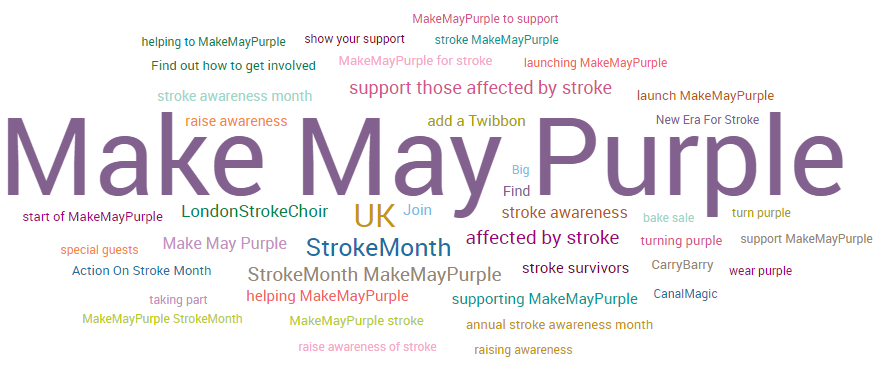 MakeMayPurple to support
helping to MakeMayPurple show your support stroke MakeMayPurple
Find out how to get involved MakeMayPurple for stroke launching MakeMayPurple
stroke awareness month support those affected by stroke launch MakeMayPurple
raise awareness add a Twibbon New Era For Stroke
Make May Purple
Big
Find
start of MakeMayPurple LondonStrokeChoir UK Join stroke awareness bake sale turn purple
special guests Make May Purple StrokeMonth affected by stroke turning purple support MakeMayPurple
Action On Stroke Month StrokeMonth MakeMayPurple stroke survivors CarryBarry wear purple
taking part helping MakeMayPurple supporting MakeMayPurple CanalMagic
MakeMayPurple StrokeMonth MakeMayPurple stroke annual stroke awareness month
raise awareness of stroke raising awareness